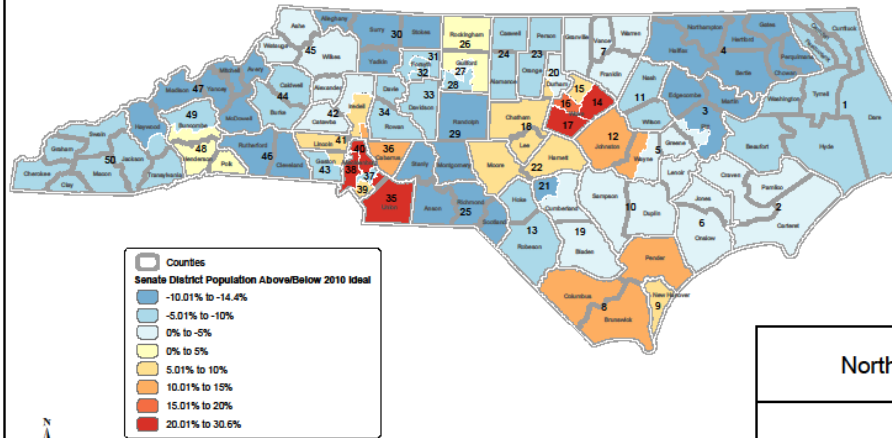 Ashe
Alleghany
Surry
Stokes
Rockingham
Caswell
Person
Granville
Vance
Warren
Northampton
Gates
Hertford
Halifax
Currituck
Camden
Pasquotank
Perquimans
Chowan
Bertie
Watauga
Wilkes
Yadkin
Forsyth
Guilford
Alamance
Orange
Durham
Franklin
Nash
Edgecombe
Martin
Washington
Tyrrell
Dare
Mitchell
Avery
Yancey
Madison
Caldwell
Alexander
Iredell
Davie
Davidson
Randolph
Chatham
Wilson
Pitt
Beaufort
Hyde
Burke
McDowell
Catawba
Rowan
Haywood
Buncombe
Rutherford
Lincoln
Cabarrus
Stanly
Montgomery
Moore
Lee
Harnett
Johnston
Wayne
Greene
Lenoir
Craven
Pamlico
Swain
Graham
Jackson
Henderson
Polk
Cleveland
Gaston
Cherokee
Macon
Clay
Transylvania
Union
Anson
Richmond
Scotland
Hoke
Cumberland
Sampson
Duplin
Jones
Onslow
Carteret
Robeson
Bladen
Pender
Columbus
Brunswick
New Hanover
1
2
3
4
5
6
7
8
9
10
11
12
13
14
15
16
17
18
19
20
21
22
23
24
25
26
27
28
29
30
31
32
33
34
35
36
37
38
39
40
41
42
43
44
45
46
47
48
49
50
Counties
Senate District Population Above/Below 2010 Ideal
-10.01% to -14.4%
-5.01% to -10%
0% to -5%
0% to 5%
5.01% to 10%
10.01% to 15%
15.01% to 20%
20.01% to 30.6%
North
N